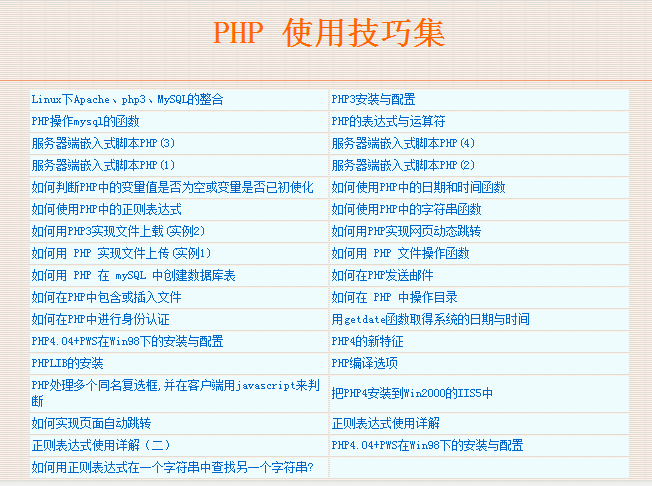 PHP 使用技巧集
Linux下Apache、php3、MySQL的整合
PHP3安装与配置
PHP操作mysql的函数
PHP的表达式与运算符
服务器端嵌入式脚本PHP(3)
服务器端嵌入式脚本PHP(4)
服务器端嵌入式脚本PHP(1)
服务器端嵌入式脚本PHP(2)
如何判断PHP中的变量值是否为空或变量是否已初使化
如何使用PHP中的日期和时间函数
如何使用PHP中的正则表达式
如何使用PHP中的字符串函数
如何用PHP3实现文件上载(实例2)
如何用PHP实现网页动态跳转
如何用 PHP 实现文件上传(实例1)
如何用 PHP 文件操作函数
如何用 PHP 在 mySQL 中创建数据库表
如何在PHP发送邮件
如何在PHP中包含或插入文件
如何在 PHP 中操作目录
如何在PHP中进行身份认证
用getdate函数取得系统的日期与时间
PHP4.04+PWS在Win98下的安装与配置
PHP4的新特征
PHPLIB的安装
PHP编译选项
PHP处理多个同名复选框,并在客户端用javascript来判
断
把PHP4安装到Win2000的IIS5中
如何实现页面自动跳转
正则表达式使用详解
正则表达式使用详解（二）
PHP4.04+PWS在Win98下的安装与配置
如何用正则表达式在一个字符串中查找另一个字符串?